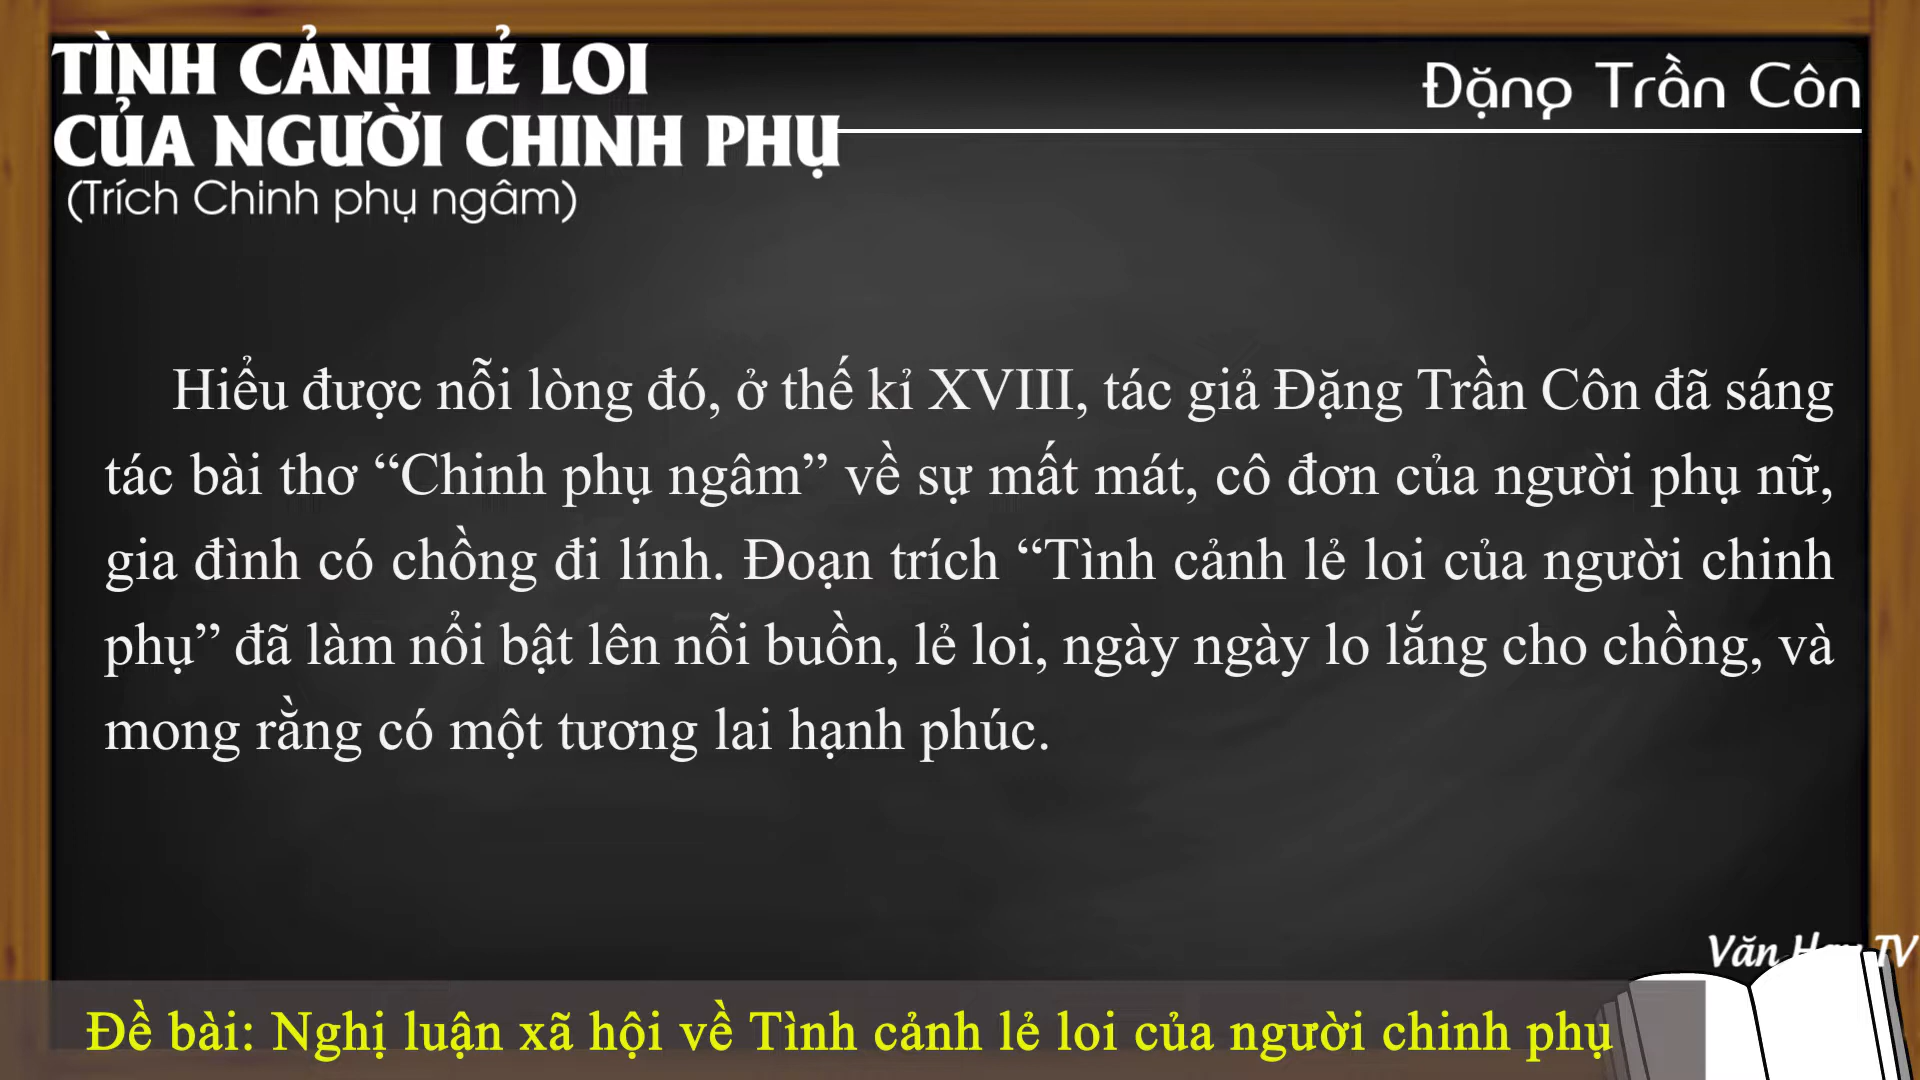 TÌNH CẢNH LẺ LOI
CỦA NGƯỜI CHINH PHỤ
(Trích Chinh phụ ngâm)
Đặng Trần Côn
Hiểu được nỗi lòng đó, ở thế kỉ XVIII, tác giả Đặng Trần Côn đã sáng
tác bài thơ “Chinh phụ ngâm” về sự mất mát, cô đơn của người phụ nữ,
gia đình có chồng đi lính. Đoạn trích “Tình cảnh lẻ loi của người chinh
phụ” đã làm nổi bật lên nỗi buồn, lẻ loi, ngày ngày lo lắng cho chồng, và
mong rằng có một tương lai hạnh phúc.
Văn TV
Đề bài: Nghị luận xã hội về Tình cảnh lẻ loi của người chinh phụ